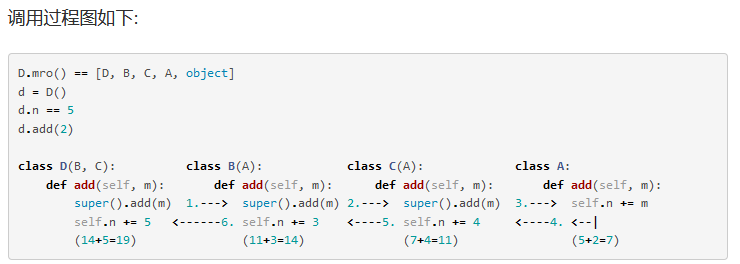 调用过程图如下:
D.mro() == [D, B, C, A, object]
d = D()
d.n == 5
d.add(2)
class D(B, C):          class B(A):            class C(A):             class A:
    def add(self, m):       def add(self, m):      def add(self, m):       def add(self, m):
        super().add(m)  1.--->  super().add(m) 2.--->  super().add(m)  3.--->  self.n += m
        self.n += 5   <------6. self.n += 3    <----5. self.n += 4     <----4. <--|
        (14+5=19)               (11+3=14)              (7+4=11)                (5+2=7)